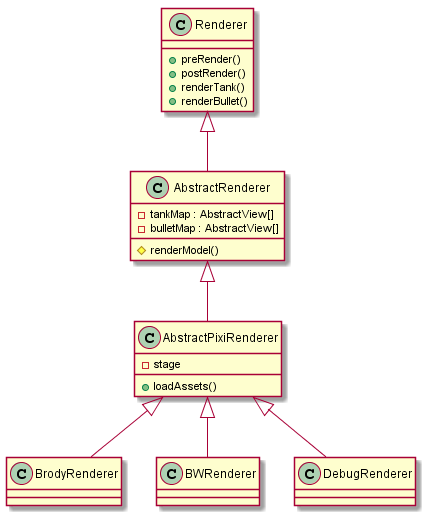 C Renderer
preRender()
postRender()
renderTank()
renderBullet()
C AbstractRenderer
tankMap : AbstractView[]
bulletMap : AbstractView[]
renderModel()
C AbstractPixiRenderer
stage
loadAssets()
C BrodyRenderer
C BWRenderer
C DebugRenderer